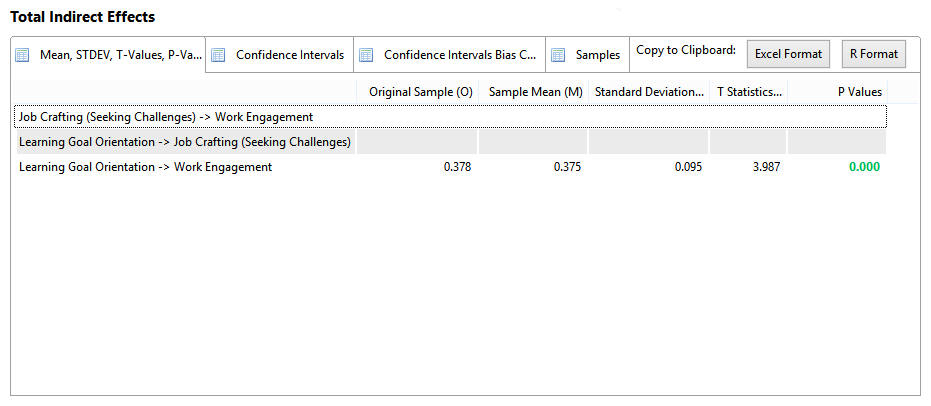 Total Indirect Effects
Mean, STDEV, T-Values, P-Va... Confidence Intervals Confidence Intervals Bias C... Samples Copy to Clipboard: Excel Format R Format
Original Sample (O) Sample Mean (M) Standard Deviation... T Statistics... P Values
Job Crafting (Seeking Challenges) -> Work Engagement
Learning Goal Orientation -> Job Crafting (Seeking Challenges)
Learning Goal Orientation -> Work Engagement 0.378 0.375 0.095 3.987 0.000